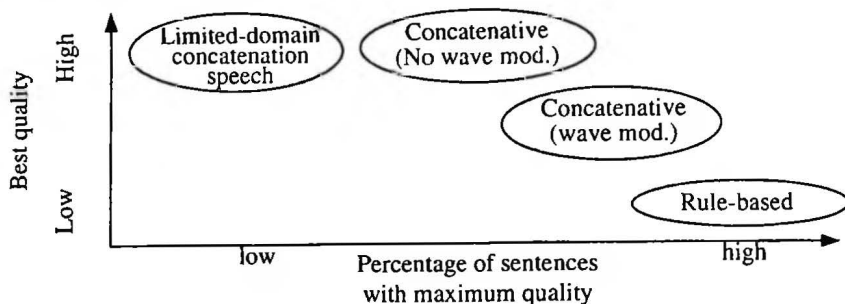 Limited-domain
concatenation
speech
Concatenative
(No wave mod.)
Concatenative
(wave mod.)
Rule-based
Best quality
High
Low
low
high
Percentage of sentences
with maximum quality